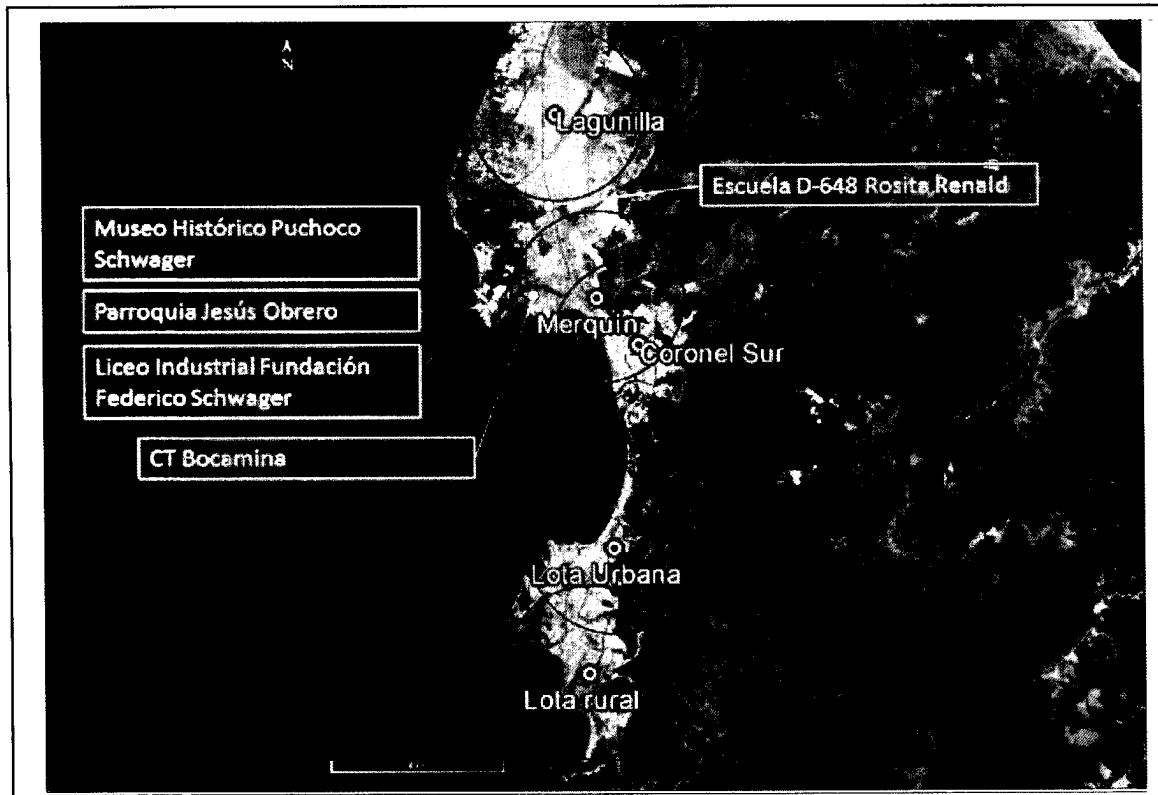 N
Lagunilla
Escuela D-648 Rosita Renald
Museo Histórico Puchoco
Schwager
Parroquia Jesús Obrero
Merquin
Coronel Sur
Liceo Industrial Fundación
Federico Schwager
CT Bocamina
Lota Urbana
Lota rural